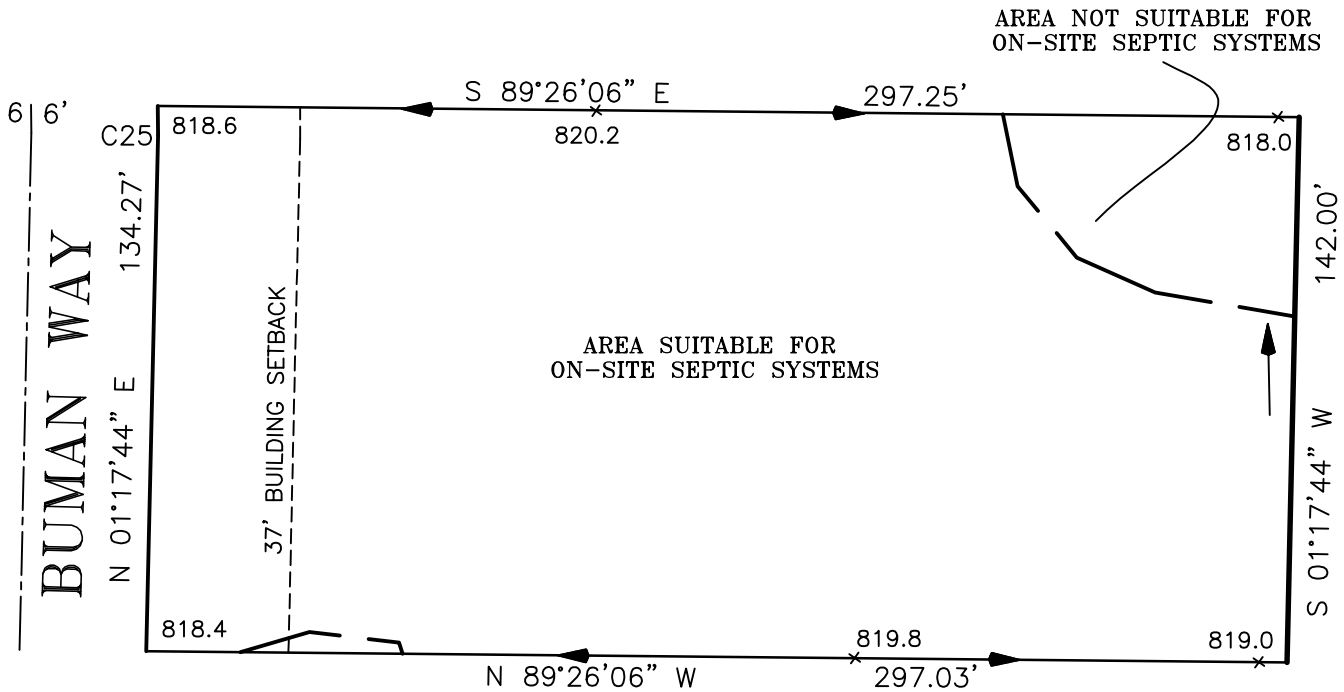 AREA NOT SUITABLE FOR
ON-SITE SEPTIC SYSTEMS
S 89°26'06" E
297.25'
6 6'
C25
818.6
820.2
818.0
134.27'
142.00'
BUMAN WAY
N 01°17'44" E
37' BUILDING SETBACK
AREA SUITABLE FOR
ON-SITE SEPTIC SYSTEMS
S 01°17'44" W
818.4
819.8
819.0
N 89°26'06" W
297.03'